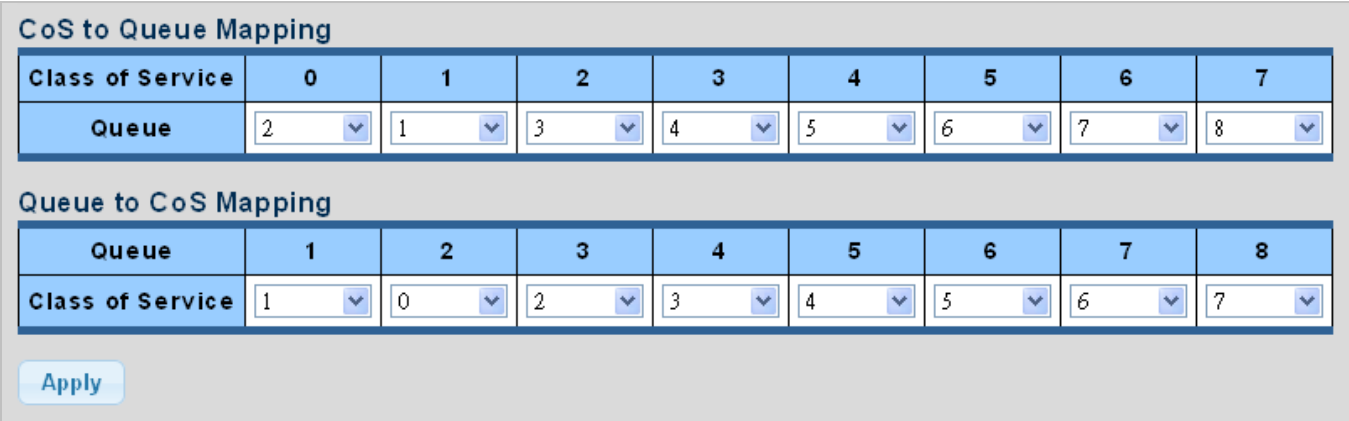 CoS to Queue Mapping
Class of Service 0 1 2 3 4 5 6 7
Queue 2 1 3 4 5 6 7 8
Queue to CoS Mapping
Queue 1 2 3 4 5 6 7 8
Class of Service 1 0 2 3 4 5 6 7
Apply